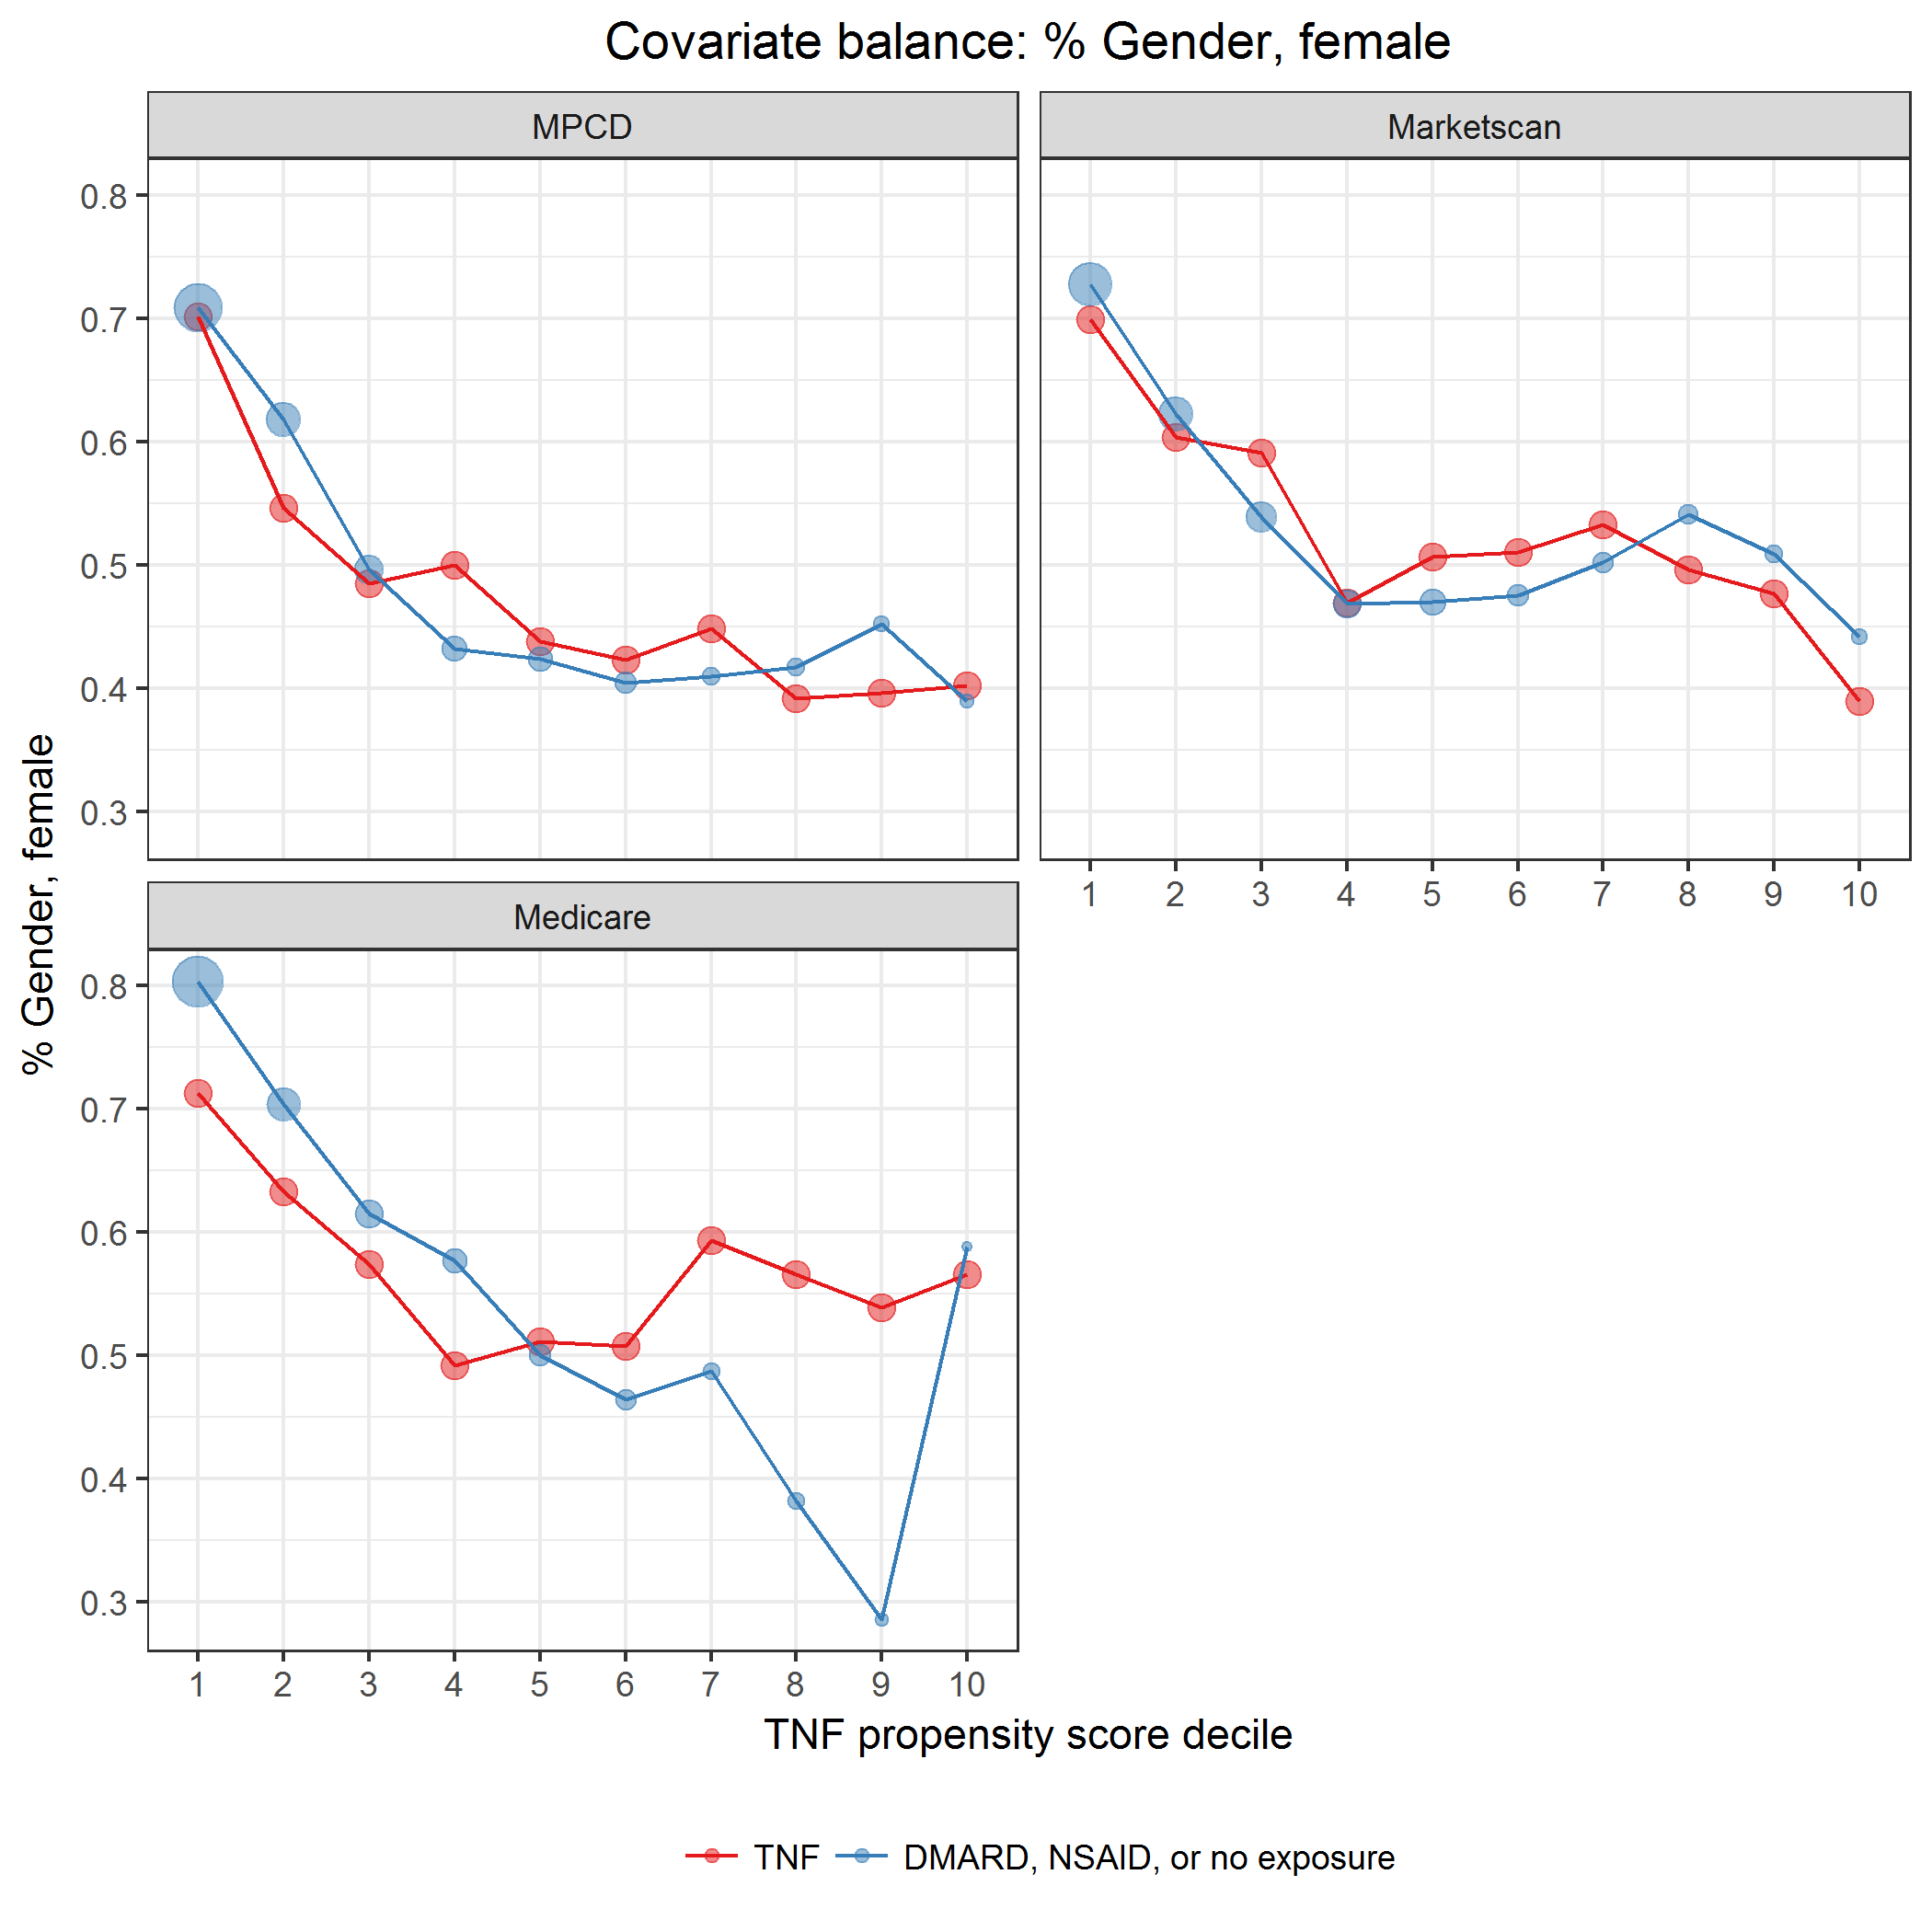 Covariate balance: % Gender, female
MPCD
Marketscan
0.8
0.7
0.6
0.5
0.4
0.3
1 2 3 4 5 6 7 8 9 10
% Gender, female
Medicare
0.8
0.7
0.6
0.5
0.4
0.3
1 2 3 4 5 6 7 8 9 10
TNF propensity score decile
TNF DMARD, NSAID, or no exposure